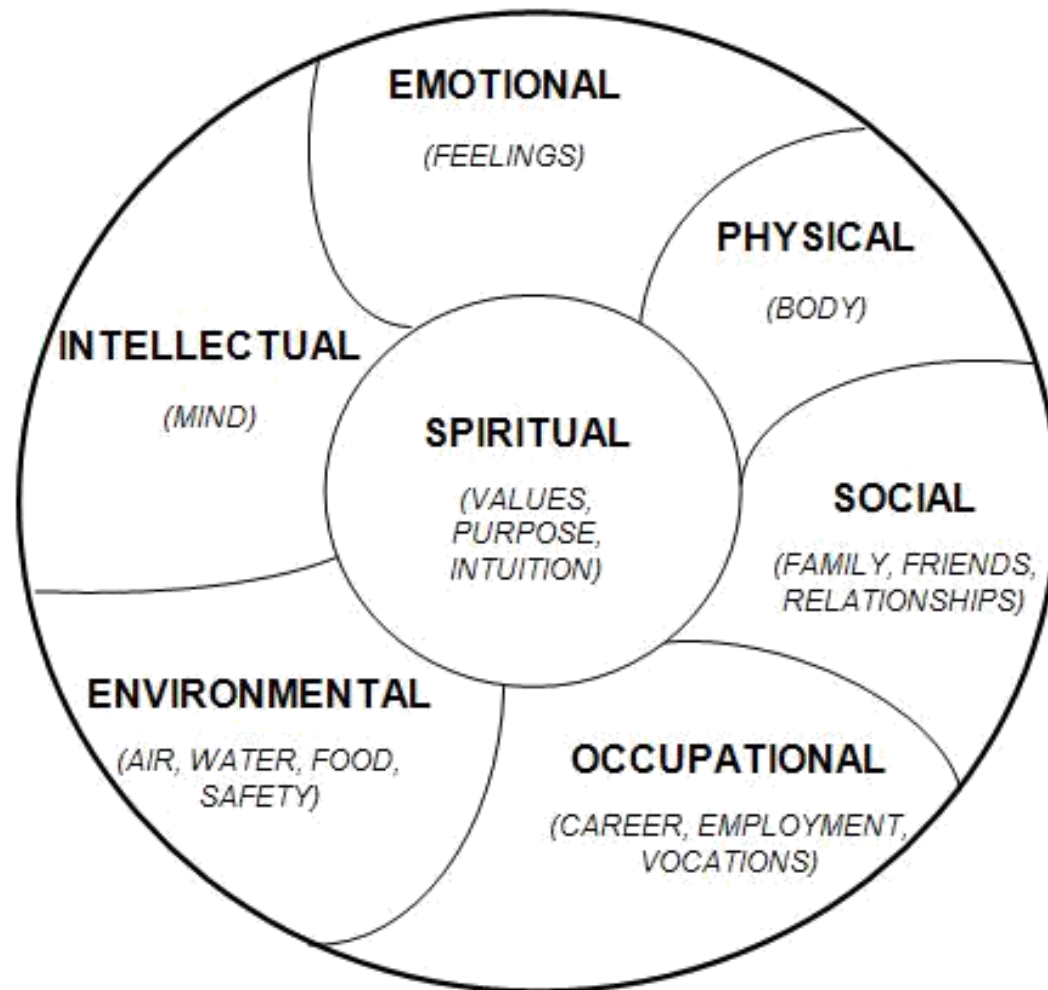 EMOTIONAL
(FEELINGS)
PHYSICAL
(BODY)
INTELLECTUAL
(MIND)
SPIRITUAL
(VALUES,
PURPOSE,
INTUITION)
SOCIAL
(FAMILY, FRIENDS,
RELATIONSHIPS)
ENVIRONMENTAL
(AIR, WATER, FOOD,
SAFETY)
OCCUPATIONAL
(CAREER, EMPLOYMENT,
VOCATIONS)